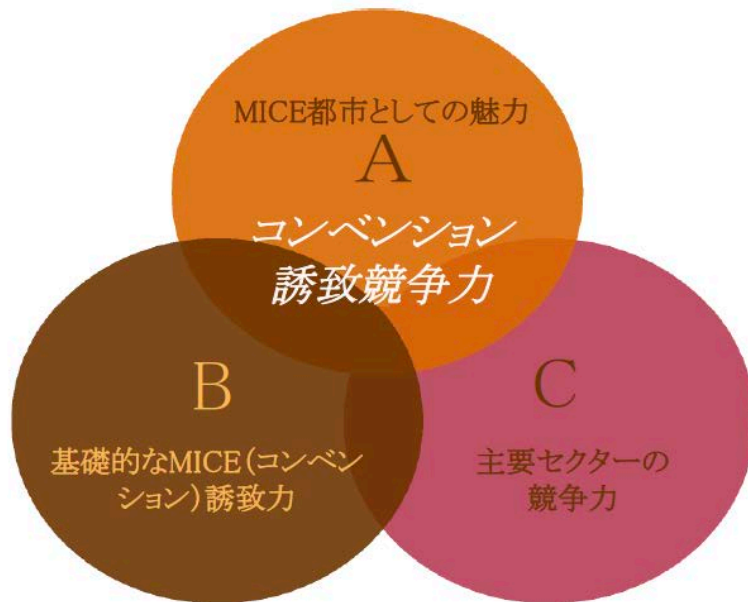 MICE都市としての魅力
A
コンベンション
誘致競争力
B
基礎的なMICE(コンベン
ション)誘致力
C
主要セクターの
競争力